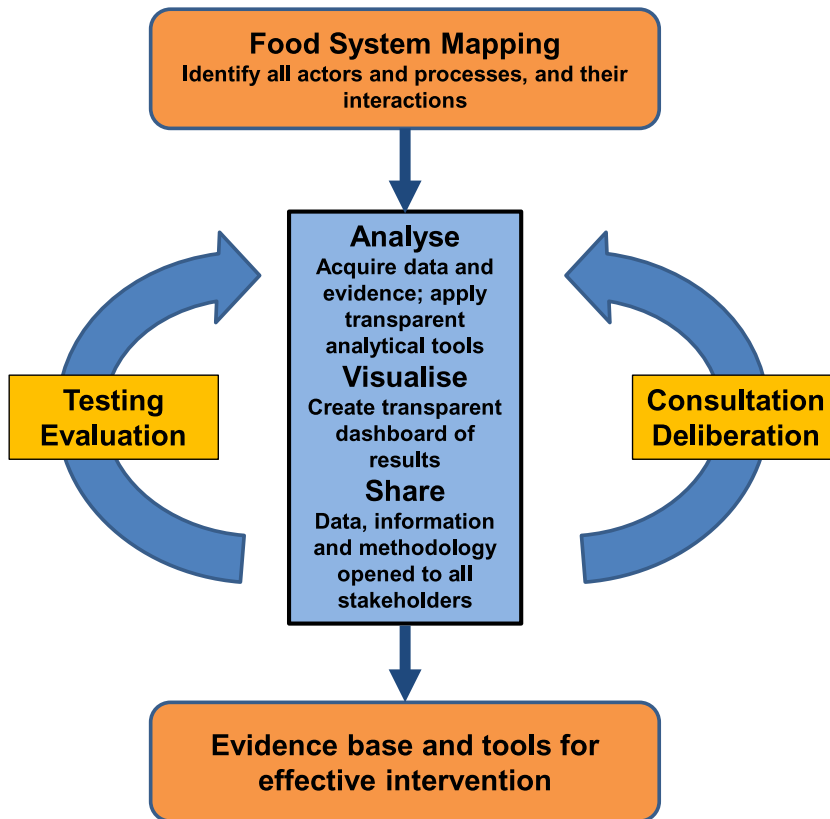 Food System Mapping
Identify all actors and processes, and their
interactions
Analyse
Acquire data and
evidence; apply
transparent
analytical tools
Visualise
Create transparent
dashboard of
results
Share
Data, information
and methodology
opened to all
stakeholders
Testing
Evaluation
Consultation
Deliberation
Evidence base and tools for
effective intervention